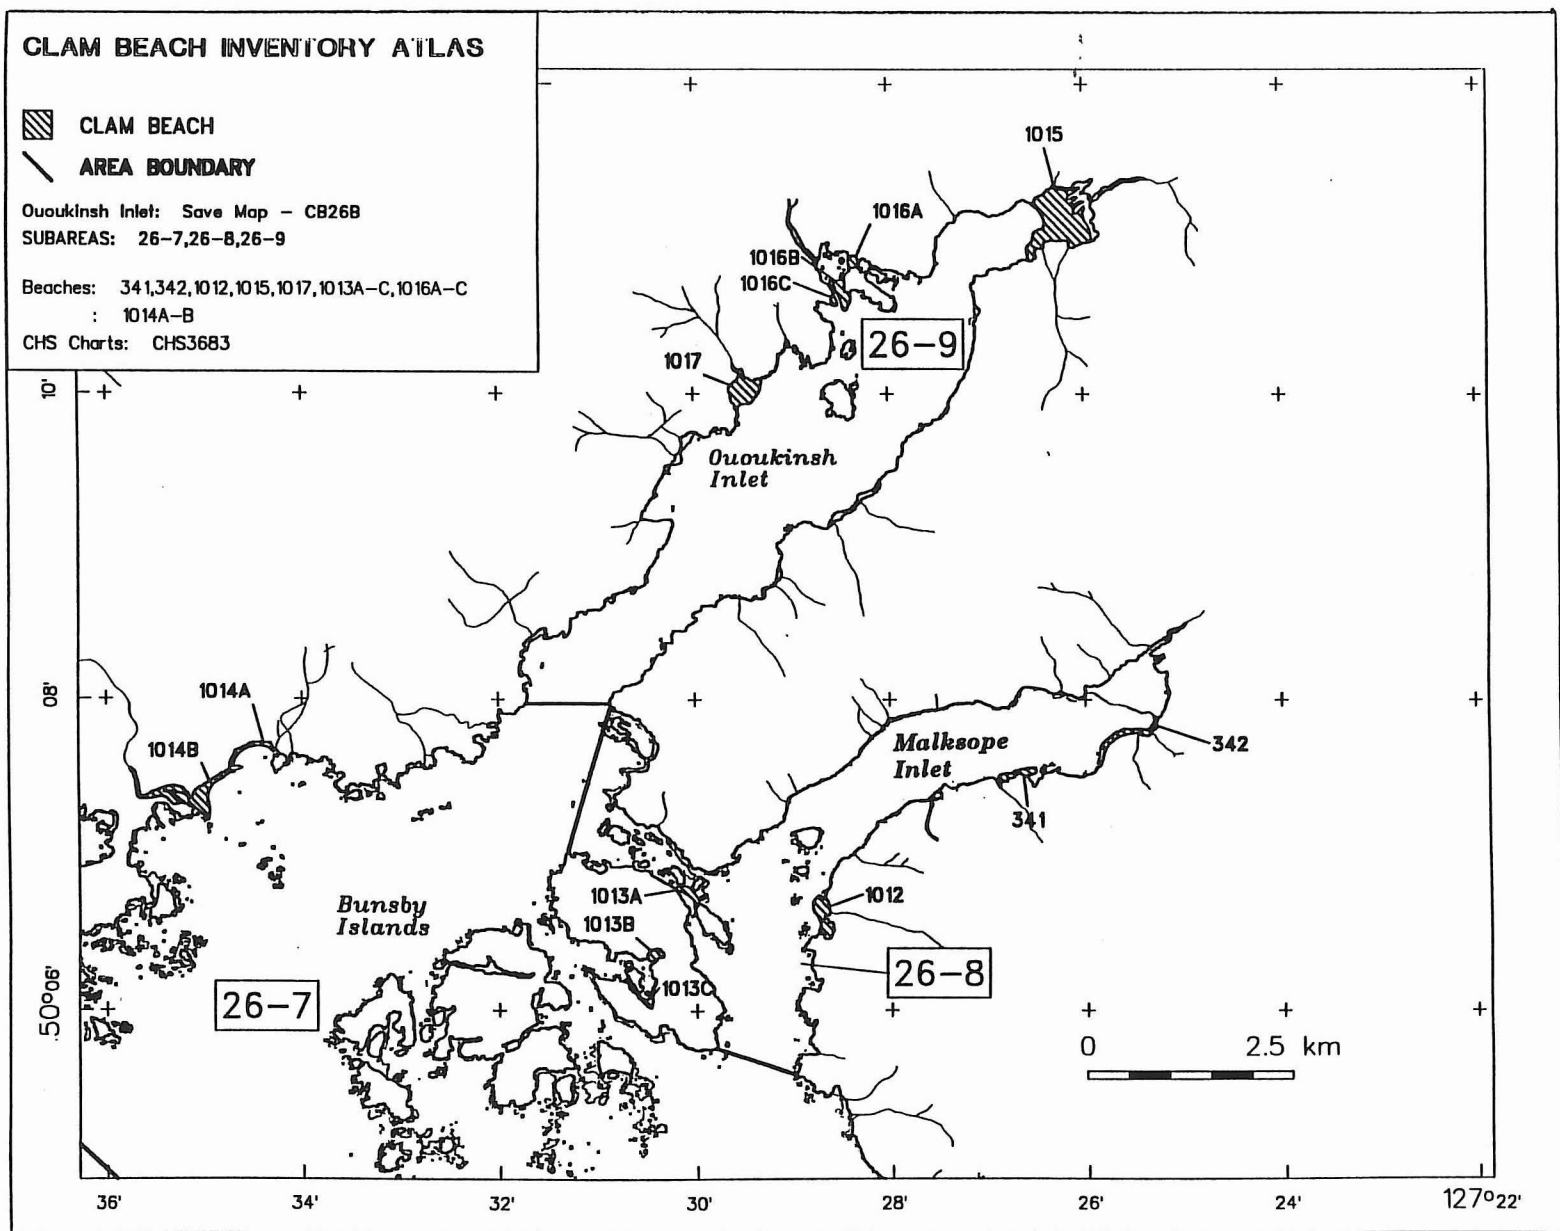 CLAM BEACH INVENTORY ATLAS
CLAM BEACH
AREA BOUNDARY
Ououkinsh Inlet: Save Map - CB26B
SUBAREAS: 26-7,26-8,26-9
Beaches: 341,342,1012,1015,1017,1013A-C,1016A-C
: 1014A-B
CHS Charts: CHS3683
1015
1016A
1016B
1016C
26-9
1017
10'
Ououkinsh
Inlet
08'
1014A
1014B
Malksope
Inlet
342
341
1013A
1012
1013B
Bunsby
Islands
26-8
1013C
26-7
50°06'
0 2.5 km
36' 34' 32' 30' 28' 26' 24' 127°22'